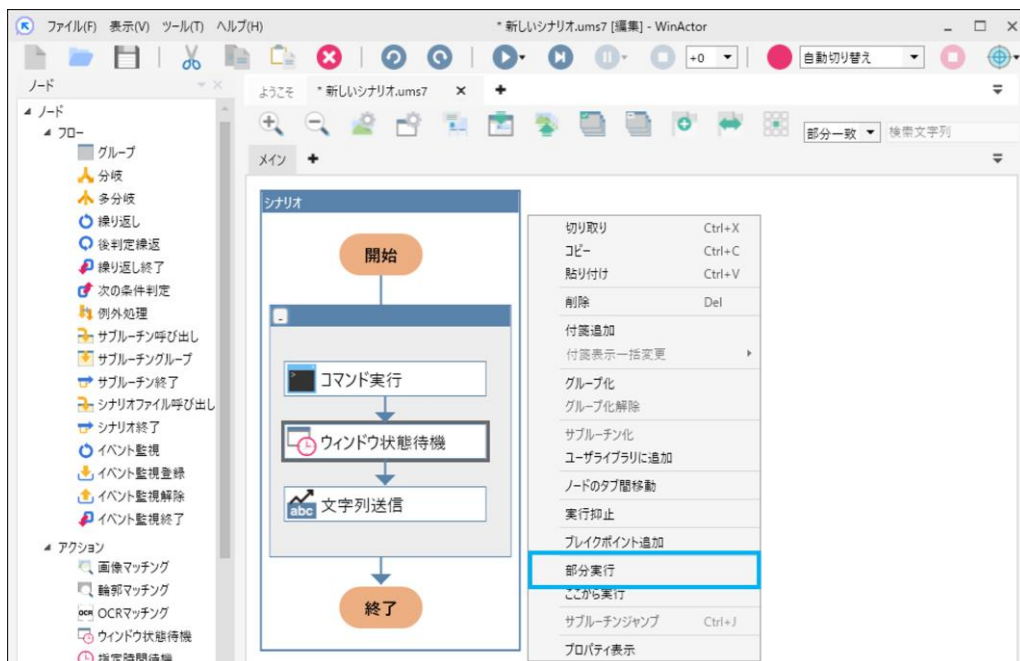 ファイル(F) 表示(V) ツール(T) ヘルプ(H)
* 新しいシナリオ.ums7 [編集] - WinActor
+0
自動切り替え
ノード
ようこそ * 新しいシナリオ.ums7
部分一致 検索文字列
メイン
ノード
フロー
グループ
分岐
多分岐
繰り返し
後判定繰返
繰り返し終了
次の条件判定
例外処理
サブルーチン呼び出し
サブルーチングループ
サブルーチン終了
シナリオファイル呼び出し
シナリオ終了
イベント監視
イベント監視登録
イベント監視解除
イベント監視終了
アクション
画像マッチング
輪郭マッチング
OCR OCRマッチング
ウィンドウ状態待機
指定時間待機
シナリオ
開始
コマンド実行
ウィンドウ状態待機
abc 文字列送信
終了
切り取り Ctrl+X
コピー Ctrl+C
貼り付け Ctrl+V
削除 Del
付箋追加
付箋表示一括変更
グループ化
グループ化解除
サブルーチン化
ユーザライブラリに追加
ノードのタブ間移動
実行抑止
ブレイクポイント追加
部分実行
ここから実行
サブルーチンジャンプ Ctrl+J
プロパティ表示